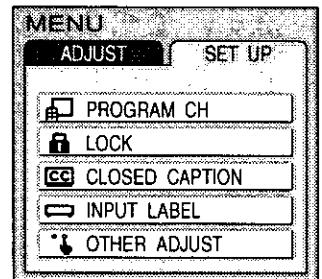 MENU
ADJUST SET UP
PROGRAM CH
LOCK
CC CLOSED CAPTION
INPUT LABEL
OTHER ADJUST